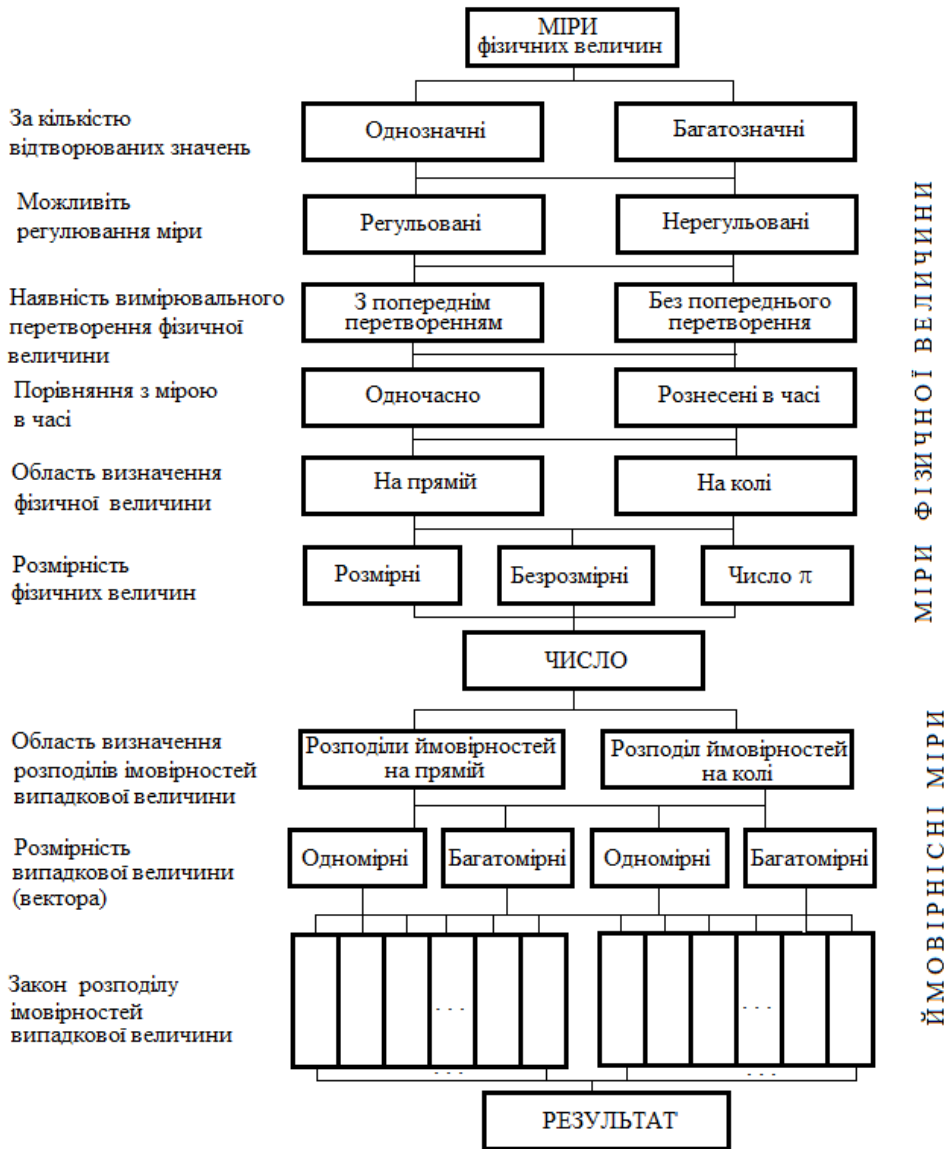 МІРИ
фізичних величин
За кількістю
відтворюваних значень
Однозначні
Багатозначні
Можливіть
регулювання міри
Регульовані
Нерегульовані
Наявність вимірювального
перетворення фізичної
величини
З попереднім
перетворенням
Без попереднього
перетворення
Порівняння з мірою
в часі
Одночасно
Рознесені в часі
Область визначення
фізичної величини
На прямій
На колі
Розмірність
фізичних величин
Розмірні
Безрозмірні
Число π
МІРИ ФІЗИЧНОЇ ВЕЛИЧИНИ
ЧИСЛО
Область визначення
розподілів імовірностей
випадкової величини
Розподіли ймовірностей
на прямій
Розподіл ймовірностей
на колі
Розмірність
випадкової величини
(вектора)
Одномірні
Багатомірні
Одномірні
Багатомірні
Закон розподілу
імовірностей
випадкової величини
- - -
- - -
- - -
- - -
ЙМОВІРНІСНІ МІРИ
РЕЗУЛЬТАТ